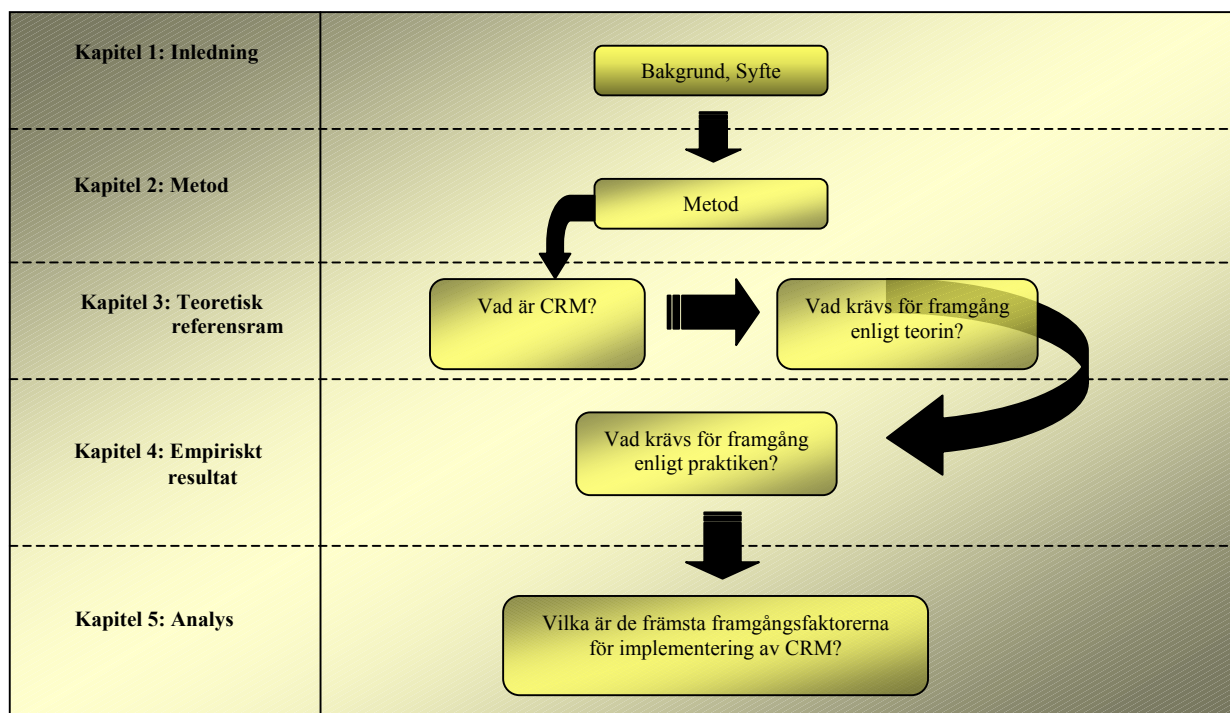 Kapitel 1: Inledning
Bakgrund, Syfte
Kapitel 2: Metod
Metod
Kapitel 3: Teoretisk
referensram
Vad är CRM?
Vad krävs för framgång
enligt teorin?
Kapitel 4: Empiriskt
resultat
Vad krävs för framgång
enligt praktiken?
Kapitel 5: Analys
Vilka är de främsta framgångsfaktorerna
för implementering av CRM?